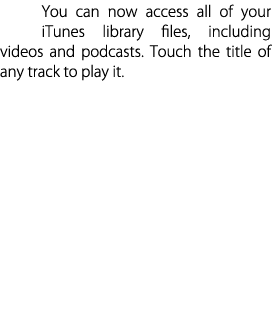 You can now access all of your
iTunes library files, including
videos and podcasts. Touch the title of
any track to play it.